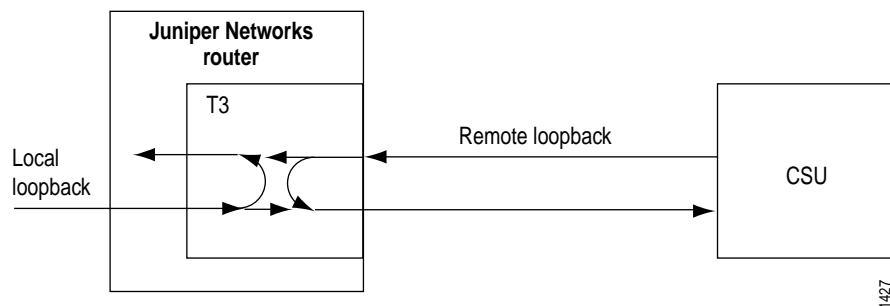 Juniper Networks
router
T3
Remote loopback
Local
loopback
CSU
1427